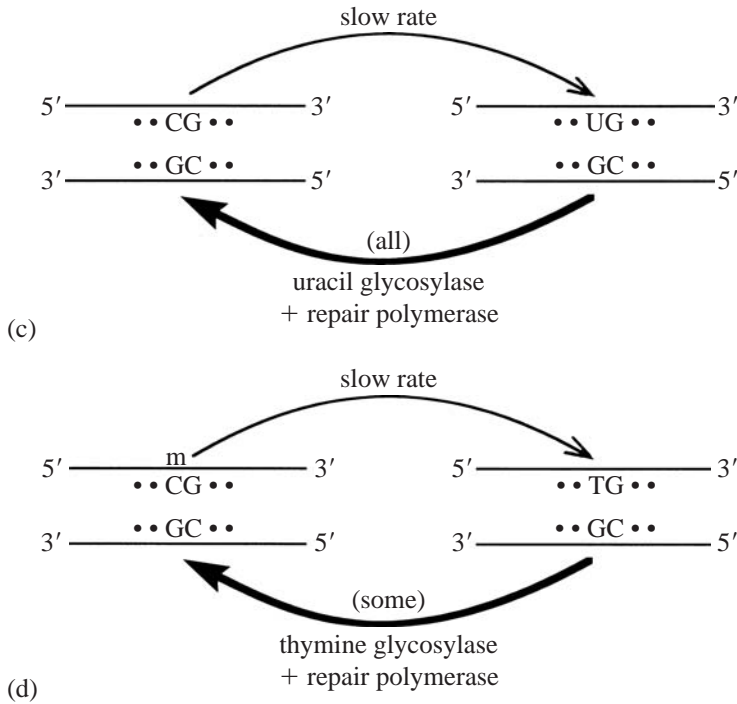 slow rate
5′ 3′ 5′ 3′
•• CG •• •• UG ••
•• GC •• •• GC ••
3′ 5′ 3′ 5′
(all)
uracil glycosylase
+ repair polymerase
(c)
slow rate
m
5′ 3′ 5′ 3′
•• CG •• •• TG ••
•• GC •• •• GC ••
3′ 5′ 3′ 5′
(some)
thymine glycosylase
+ repair polymerase
(d)